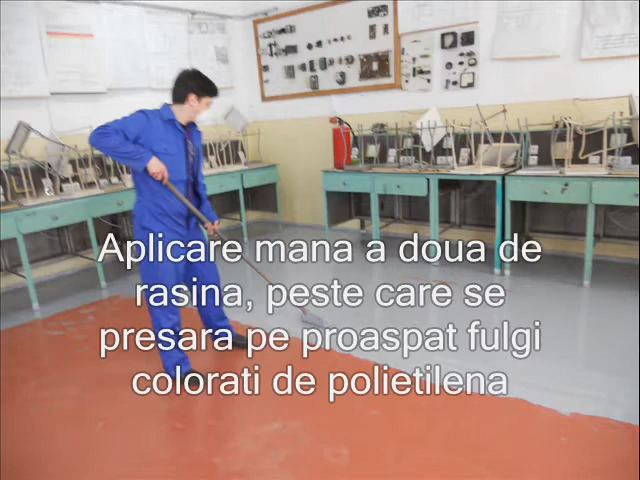 Aplicare mana a doua de
rasina, peste care se
presara pe proaspat fulgi
colorati de polietilena